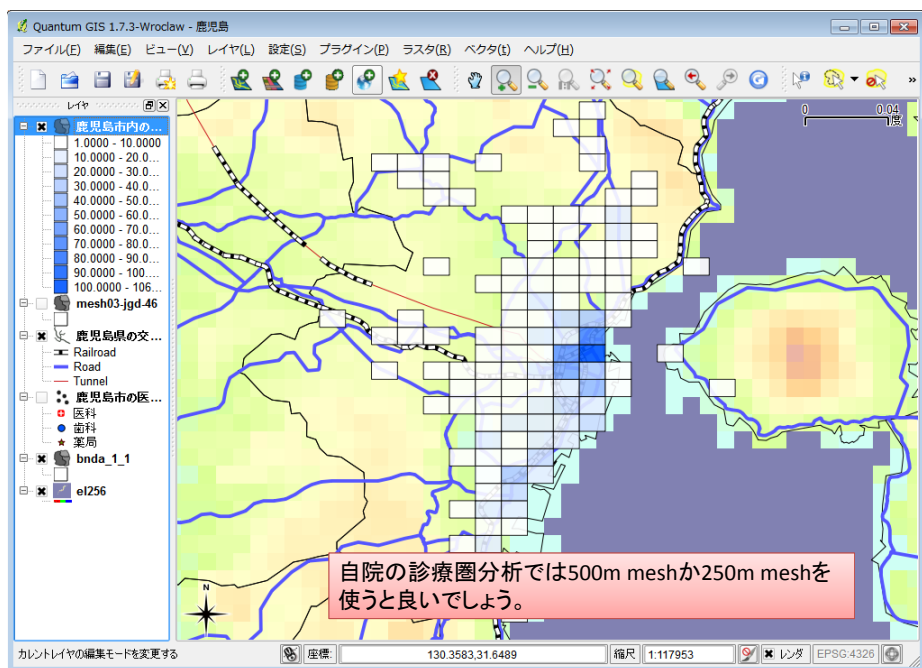 Quantum GIS 1.7.3-Wroclaw - 鹿児島
ファイル(F) 編集(E) ビュー(V) レイヤ(L) 設定(S) プラグイン(P) ラスタ(R) ベクタ(t) ヘルプ(H)
レイヤ
鹿児島市内の...
1.0000 - 10.0000
10.0000 - 20.0...
20.0000 - 30.0...
30.0000 - 40.0...
40.0000 - 50.0...
50.0000 - 60.0...
60.0000 - 70.0...
70.0000 - 80.0...
80.0000 - 90.0...
90.0000 - 100....
100.0000 - 106...
mesh03-jgd-46
鹿児島県の交...
Railroad
Road
Tunnel
鹿児島市の医...
医科
歯科
薬局
bnda_1_1
el256
0 0.04
度
自院の診療圏分析では500m meshか250m meshを
使うと良いでしょう。
N
カレントレイヤの編集モードを変更する 座標: 130.3583,31.6489 縮尺 1:117953 レンダ EPSG:4326